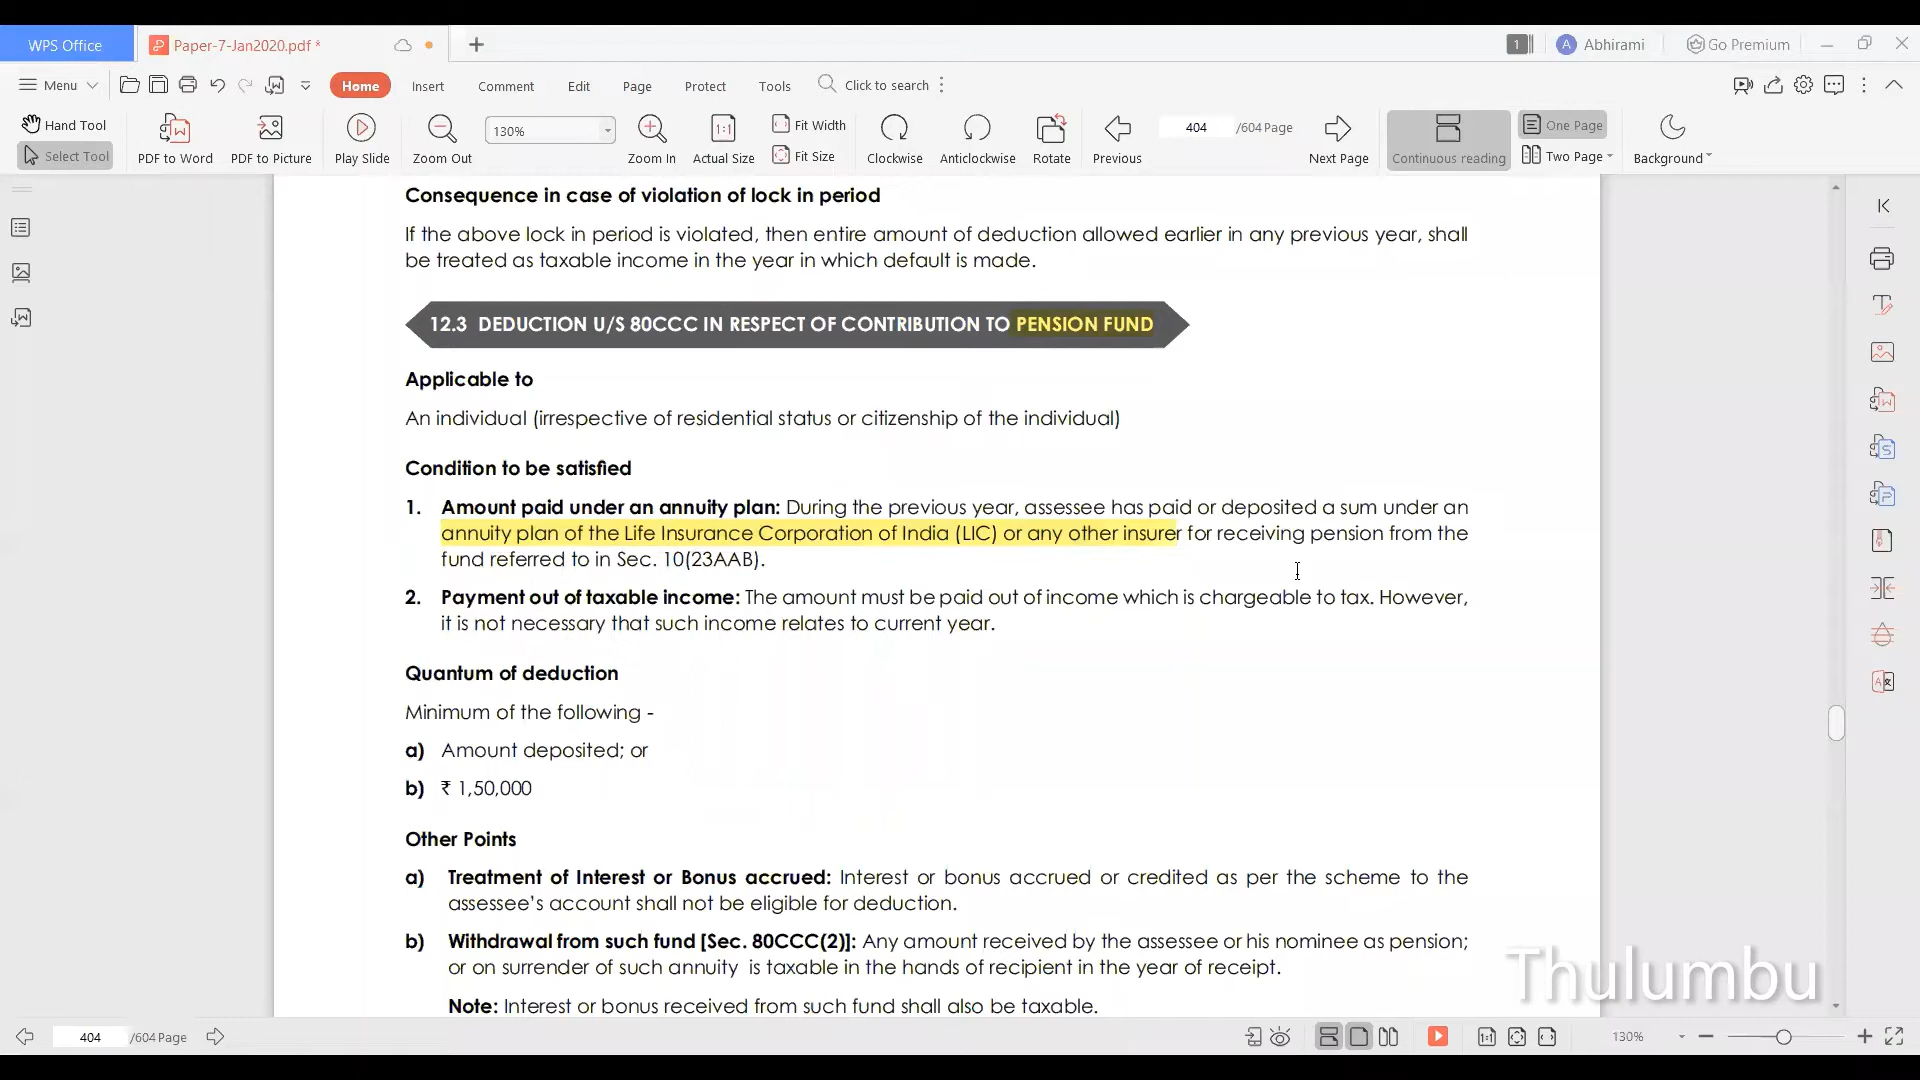 WPS Office
Paper-7-Jan2020.pdf *
1
A Abhirami
Go Premium
Menu
Home
Insert
Comment
Edit
Page
Protect
Tools
Click to search
Hand Tool
Select Tool
PDF to Word
PDF to Picture
Play Slide
Zoom Out
130%
Zoom In
Actual Size
Fit Width
Fit Size
Clockwise
Anticlockwise
Rotate
Previous
404 /604 Page
Next Page
Continuous reading
One Page
Two Page
Background
Consequence in case of violation of lock in period
If the above lock in period is violated, then entire amount of deduction allowed earlier in any previous year, shall
be treated as taxable income in the year in which default is made.
12.3 DEDUCTION U/S 80CCC IN RESPECT OF CONTRIBUTION TO PENSION FUND
Applicable to
An individual (irrespective of residential status or citizenship of the individual)
Condition to be satisfied
1. Amount paid under an annuity plan: During the previous year, assessee has paid or deposited a sum under an
annuity plan of the Life Insurance Corporation of India (LIC) or any other insurer for receiving pension from the
fund referred to in Sec. 10(23AAB).
2. Payment out of taxable income: The amount must be paid out of income which is chargeable to tax. However,
it is not necessary that such income relates to current year.
Quantum of deduction
Minimum of the following -
a) Amount deposited; or
b) ₹ 1,50,000
Other Points
a) Treatment of Interest or Bonus accrued: Interest or bonus accrued or credited as per the scheme to the
assessee's account shall not be eligible for deduction.
b) Withdrawal from such fund [Sec. 80CCC(2)]: Any amount received by the assessee or his nominee as pension;
or on surrender of such annuity is taxable in the hands of recipient in the year of receipt.
Note: Interest or bonus received from such fund shall also be taxable.
Thulumbu
404 /604 Page
130%